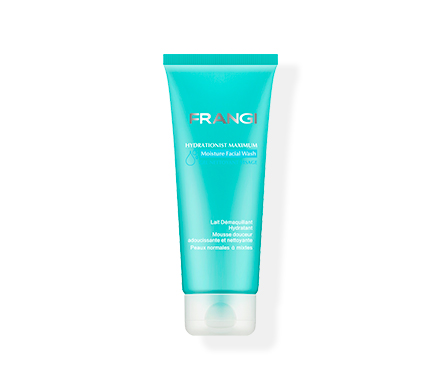 FRANGI
HYDRATIONIST MAXIMUM
Moisture Facial Wash
Lait Démaquillant
Hydratant
Mousse douceur
adoucissante et nettoyante
Peaux normales à mixtes